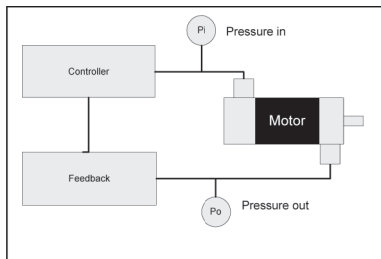 Pi
Pressure in
Controller
Motor
Feedback
Po
Pressure out